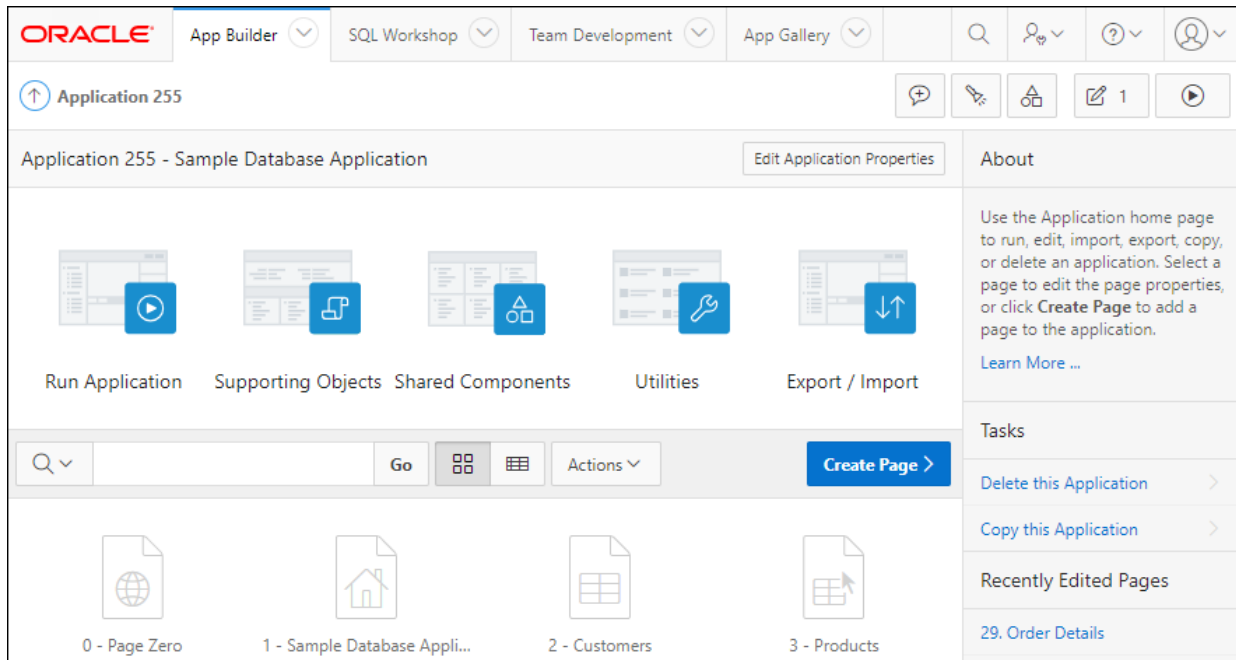 ORACLE
App Builder
SQL Workshop
Team Development
App Gallery
Application 255
1
Application 255 - Sample Database Application
Edit Application Properties
Run Application
Supporting Objects
Shared Components
Utilities
Export / Import
Go
Actions
Create Page
0 - Page Zero
1 - Sample Database Appli...
2 - Customers
3 - Products
About
Use the Application home page
to run, edit, import, export, copy,
or delete an application. Select a
page to edit the page properties,
or click Create Page to add a
page to the application.
Learn More ...
Tasks
Delete this Application
Copy this Application
Recently Edited Pages
29. Order Details